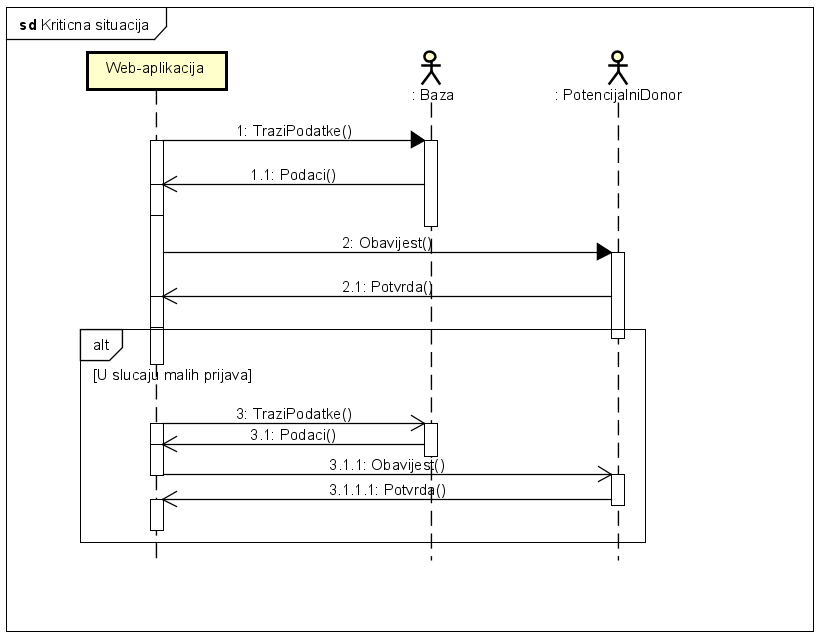 sd Kriticna situacija
Web-aplikacija
: Baza
: PotencijalniDonor
1: TraziPodatke()
1.1: Podaci()
2: Obavijest()
2.1: Potvrda()
alt
[U slucaju malih prijava]
3: TraziPodatke()
3.1: Podaci()
3.1.1: Obavijest()
3.1.1.1: Potvrda()